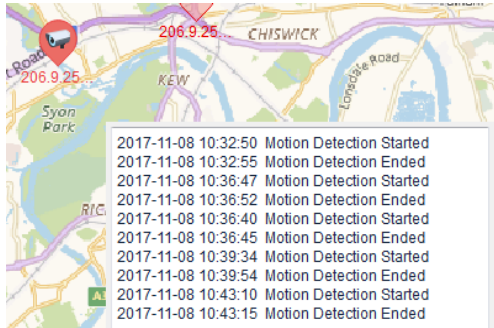 206.9.25...
CHISWICK
Road
206.9.25...
KEW
Lonsdale Road
Syon
Park
2017-11-08 10:32:50 Motion Detection Started
2017-11-08 10:32:55 Motion Detection Ended
2017-11-08 10:36:47 Motion Detection Started
2017-11-08 10:36:52 Motion Detection Ended
2017-11-08 10:36:40 Motion Detection Started
RIC
2017-11-08 10:36:45 Motion Detection Ended
2017-11-08 10:39:34 Motion Detection Started
2017-11-08 10:39:54 Motion Detection Ended
2017-11-08 10:43:10 Motion Detection Started
2017-11-08 10:43:15 Motion Detection Ended